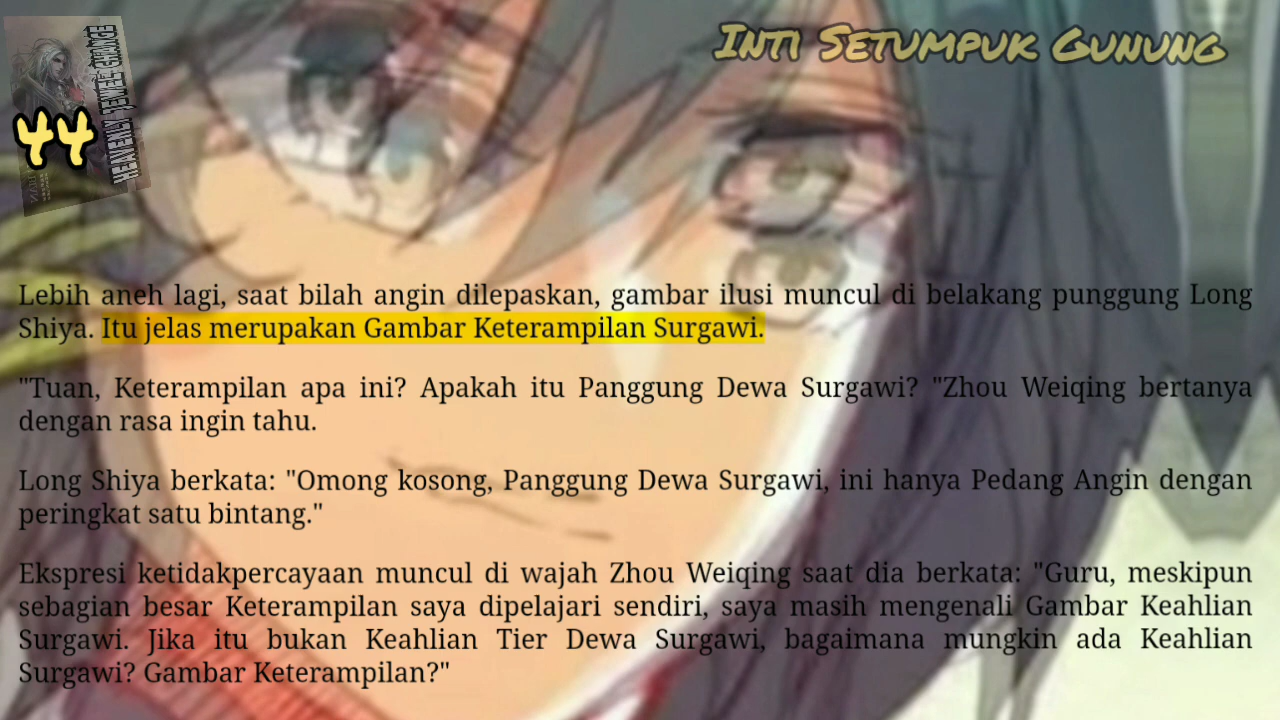 Inti Setumpuk Gunung
HEAVENLY JEWEL CHANGE
44
Lebih aneh lagi, saat bilah angin dilepaskan, gambar ilusi muncul di belakang punggung Long
Shiya. Itu jelas merupakan Gambar Keterampilan Surgawi.
"Tuan, Keterampilan apa ini? Apakah itu Panggung Dewa Surgawi? "Zhou Weiqing bertanya
dengan rasa ingin tahu.
Long Shiya berkata: "Omong kosong, Panggung Dewa Surgawi, ini hanya Pedang Angin dengan
peringkat satu bintang."
Ekspresi ketidakpercayaan muncul di wajah Zhou Weiqing saat dia berkata: "Guru, meskipun
sebagian besar Keterampilan saya dipelajari sendiri, saya masih mengenali Gambar Keahlian
Surgawi. Jika itu bukan Keahlian Tier Dewa Surgawi, bagaimana mungkin ada Keahlian
Surgawi? Gambar Keterampilan?"